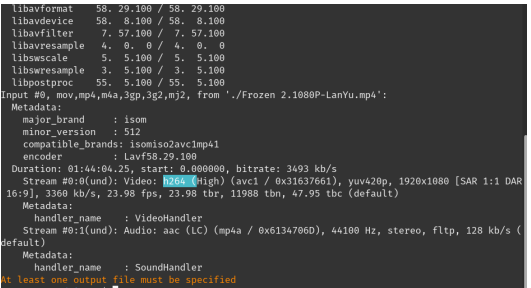 libavformat    58. 29.100 / 58. 29.100
libavdevice    58.  8.100 / 58.  8.100
libavfilter     7. 57.100 /  7. 57.100
libavresample   4.  0.  0 /  4.  0.  0
libswscale      5.  5.100 /  5.  5.100
libswresample   3.  5.100 /  3.  5.100
libpostproc    55.  5.100 / 55.  5.100
Input #0, mov,mp4,m4a,3gp,3g2,mj2, from './Frozen 2.1080P-LanYu.mp4':
Metadata:
major_brand     : isom
minor_version   : 512
compatible_brands: isomiso2avc1mp41
encoder         : Lavf58.29.100
Duration: 01:44:04.25, start: 0.000000, bitrate: 3493 kb/s
Stream #0:0(und): Video: h264 (High) (avc1 / 0x31637661), yuv420p, 1920x1080 [SAR 1:1 DAR
16:9], 3360 kb/s, 23.98 fps, 23.98 tbr, 11988 tbn, 47.95 tbc (default)
Metadata:
handler_name    : VideoHandler
Stream #0:1(und): Audio: aac (LC) (mp4a / 0x6134706D), 44100 Hz, stereo, fltp, 128 kb/s (
default)
Metadata:
handler_name    : SoundHandler
At least one output file must be specified